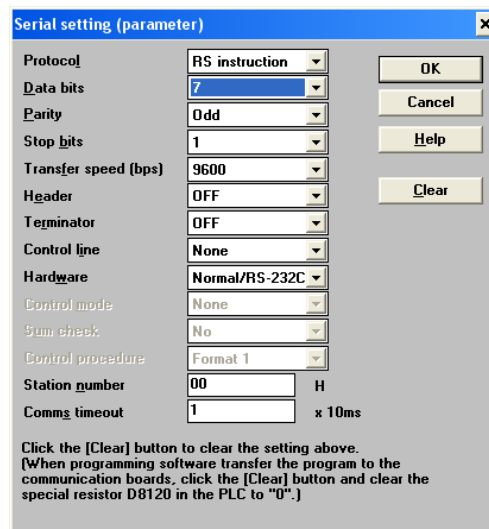 Serial setting (parameter)
Protocol RS instruction OK
Data bits 7
Parity Odd Cancel
Stop bits 1 Help
Transfer speed (bps) 9600
Header OFF Clear
Terminator OFF
Control line None
Hardware Normal/RS-232C
Control mode None
Sum check No
Control procedure Format 1
Station number 00 H
Comms timeout 1 x 10ms
Click the [Clear] button to clear the setting above.
(When programming software transfer the program to the
communication boards, click the [Clear] button and clear the
special resistor D8120 in the PLC to "0".)